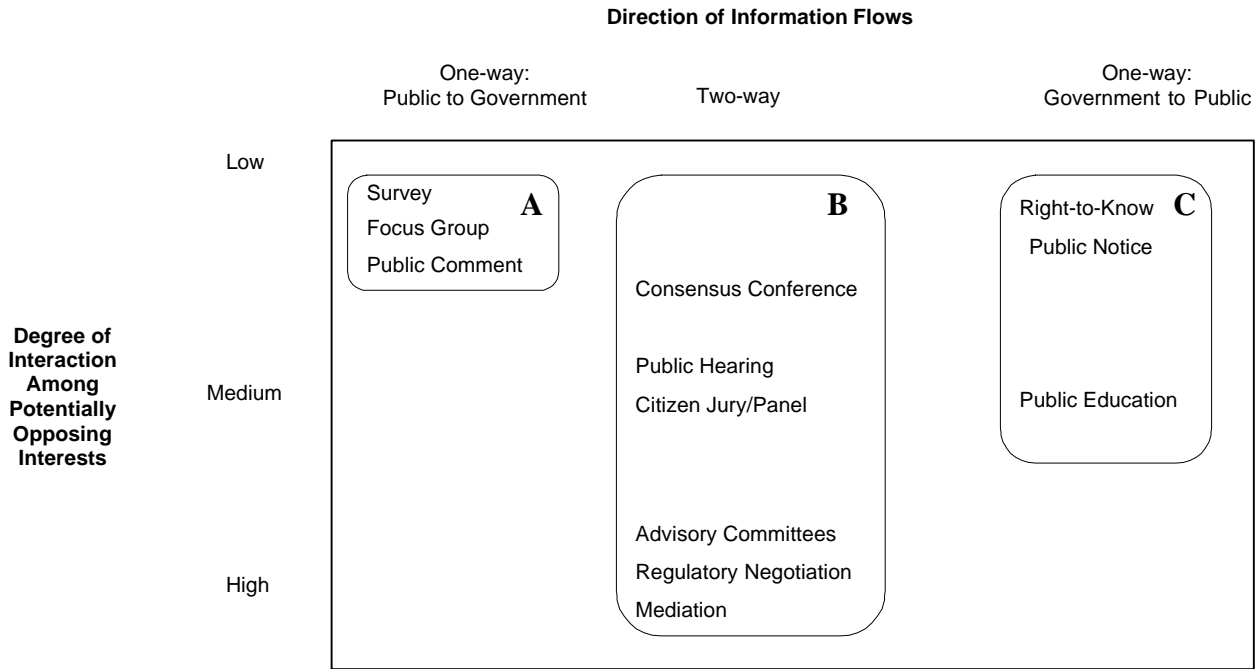 Direction of Information Flows
One-way:
Public to Government
Two-way
One-way:
Government to Public
Degree of
Interaction
Among
Potentially
Opposing
Interests
Low
Medium
High
A
Survey
Focus Group
Public Comment
B
Consensus Conference
Public Hearing
Citizen Jury/Panel
Advisory Committees
Regulatory Negotiation
Mediation
Right-to-Know C
Public Notice
Public Education